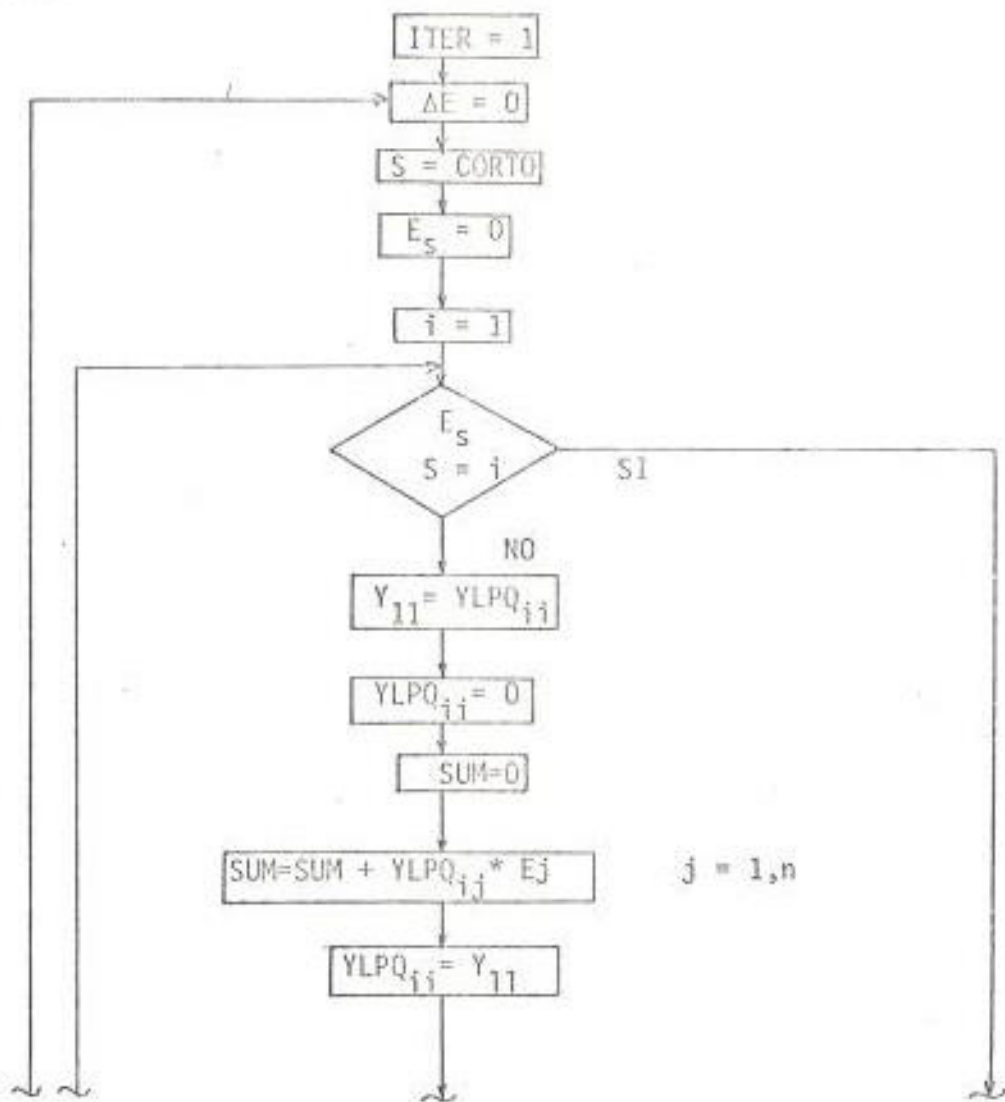 ITER = 1
ΔE = 0
S = CORTO
E_s = 0
i = 1
E_s
S = i
SI
NO
Y_11 = YLPQ_ii
YLPQ_ii = 0
SUM=0
SUM=SUM + YLPQ_ij * Ej
j = 1,n
YLPQ_ii = Y_11